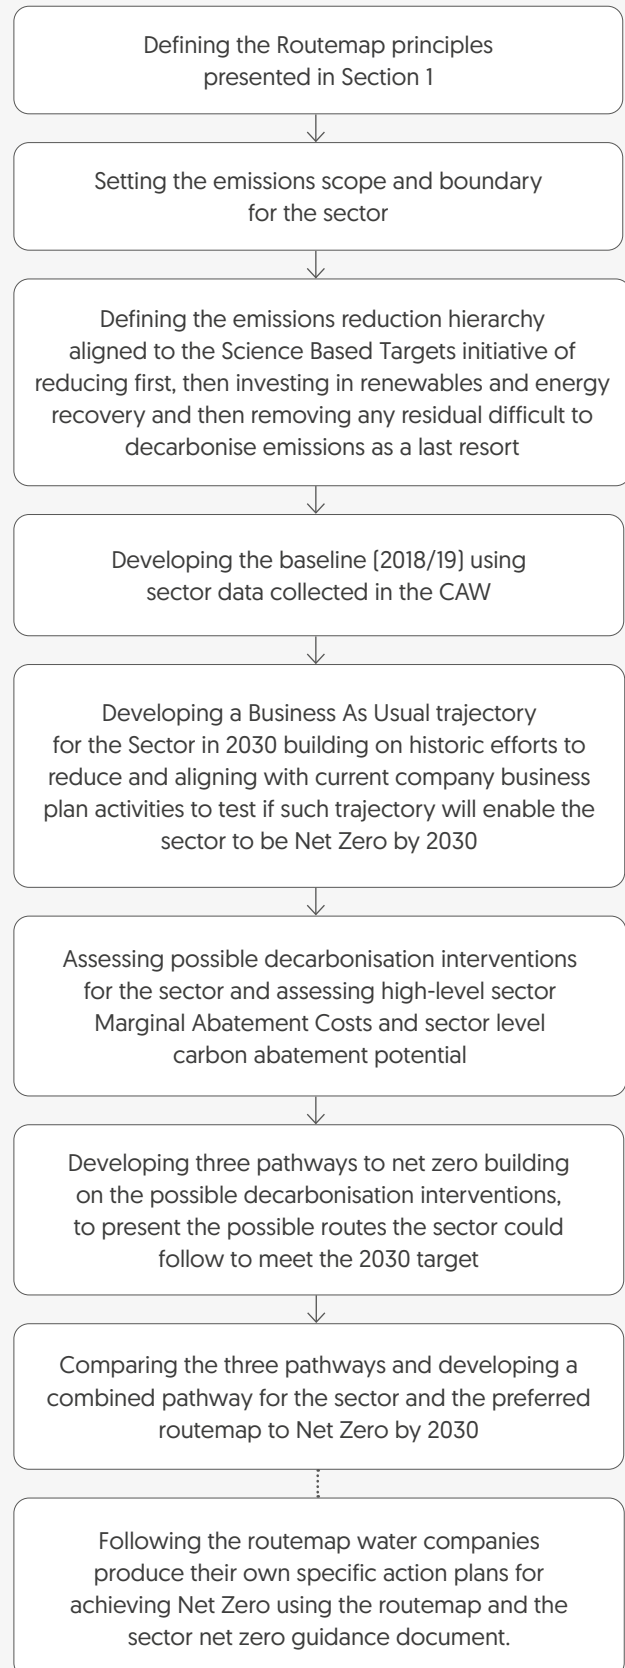 Defining the Routemap principles
presented in Section 1
Setting the emissions scope and boundary
for the sector
Defining the emissions reduction hierarchy
aligned to the Science Based Targets initiative of
reducing first, then investing in renewables and energy
recovery and then removing any residual difficult to
decarbonise emissions as a last resort
Developing the baseline (2018/19) using
sector data collected in the CAW
Developing a Business As Usual trajectory
for the Sector in 2030 building on historic efforts to
reduce and aligning with current company business
plan activities to test if such trajectory will enable the
sector to be Net Zero by 2030
Assessing possible decarbonisation interventions
for the sector and assessing high-level sector
Marginal Abatement Costs and sector level
carbon abatement potential
Developing three pathways to net zero building
on the possible decarbonisation interventions,
to present the possible routes the sector could
follow to meet the 2030 target
Comparing the three pathways and developing a
combined pathway for the sector and the preferred
routemap to Net Zero by 2030
Following the routemap water companies
produce their own specific action plans for
achieving Net Zero using the routemap and the
sector net zero guidance document.